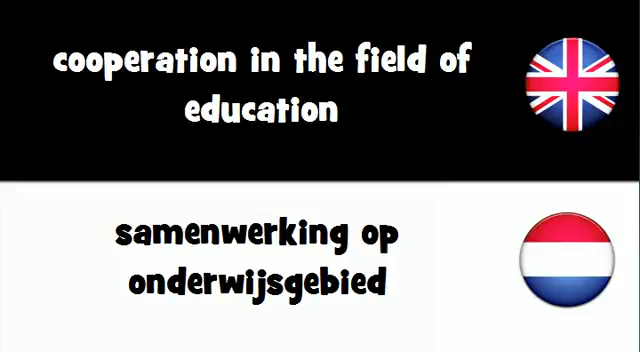 cooperation in the field of
education
samenwerking op
onderwijsgebied